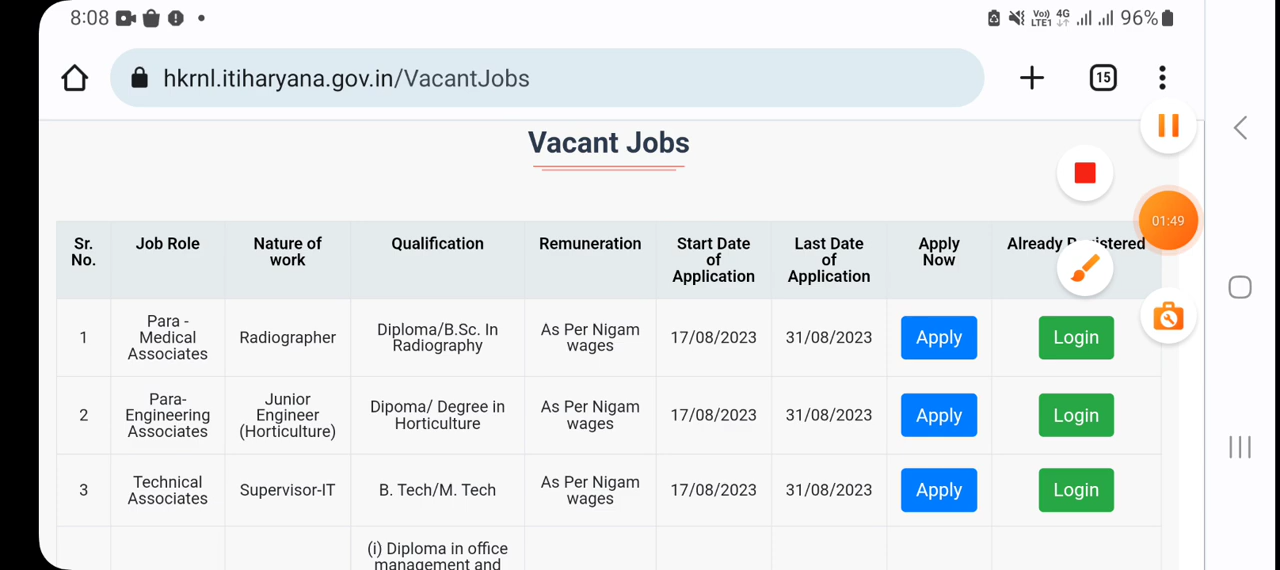 8:08 VoD 4G LTE1 96%
hkrnl.itiharyana.gov.in/VacantJobs 15
Vacant Jobs
01:49
Sr. No. Job Role Nature of work Qualification Remuneration Start Date of Application Last Date of Application Apply Now Already Registered
1 Para - Medical Associates Radiographer Diploma/B.Sc. In Radiography As Per Nigam wages 17/08/2023 31/08/2023 Apply Login
2 Para- Engineering Associates Junior Engineer (Horticulture) Dipoma/ Degree in Horticulture As Per Nigam wages 17/08/2023 31/08/2023 Apply Login
3 Technical Associates Supervisor-IT B. Tech/M. Tech As Per Nigam wages 17/08/2023 31/08/2023 Apply Login
(i) Diploma in office
management and